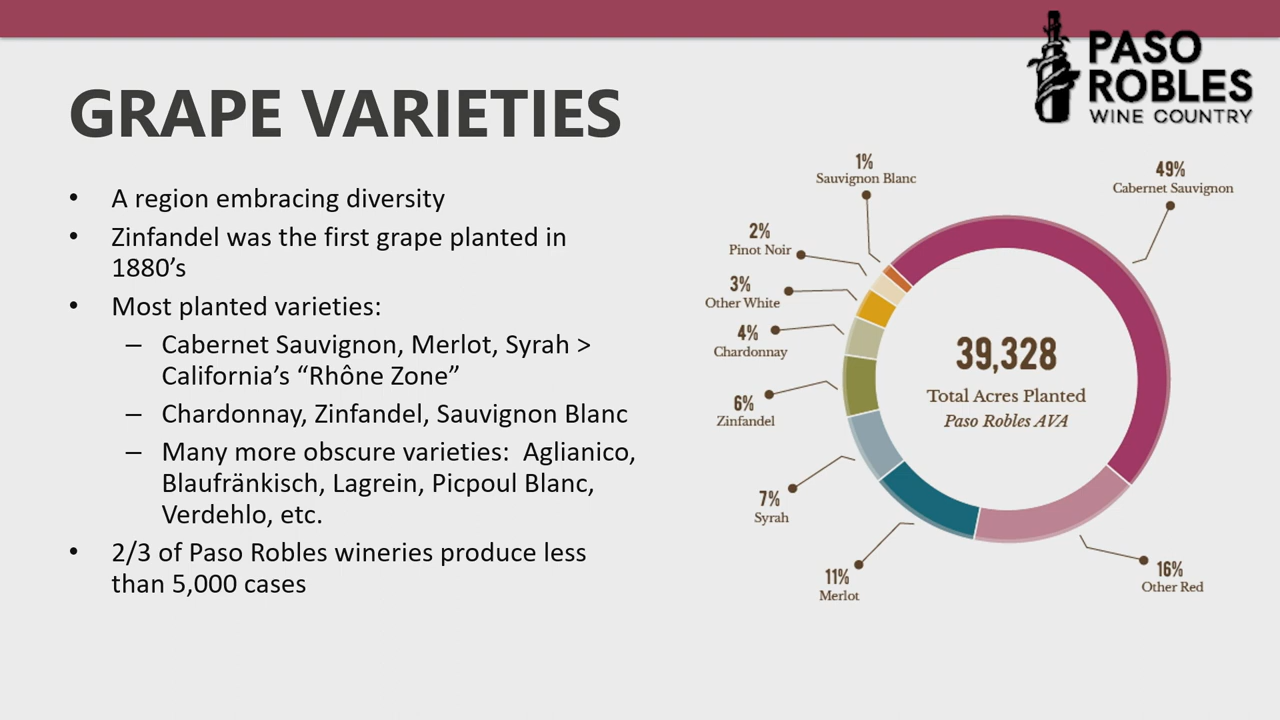 PASO
ROBLES
WINE COUNTRY
GRAPE VARIETIES
• A region embracing diversity
• Zinfandel was the first grape planted in
1880’s
• Most planted varieties:
– Cabernet Sauvignon, Merlot, Syrah >
California’s “Rhône Zone”
– Chardonnay, Zinfandel, Sauvignon Blanc
– Many more obscure varieties:  Aglianico,
Blaufränkisch, Lagrein, Picpoul Blanc,
Verdehlo, etc.
• 2/3 of Paso Robles wineries produce less
than 5,000 cases
1%
Sauvignon Blanc
49%
Cabernet Sauvignon
2%
Pinot Noir
3%
Other White
4%
Chardonnay
6%
Zinfandel
7%
Syrah
11%
Merlot
16%
Other Red
39,328
Total Acres Planted
Paso Robles AVA